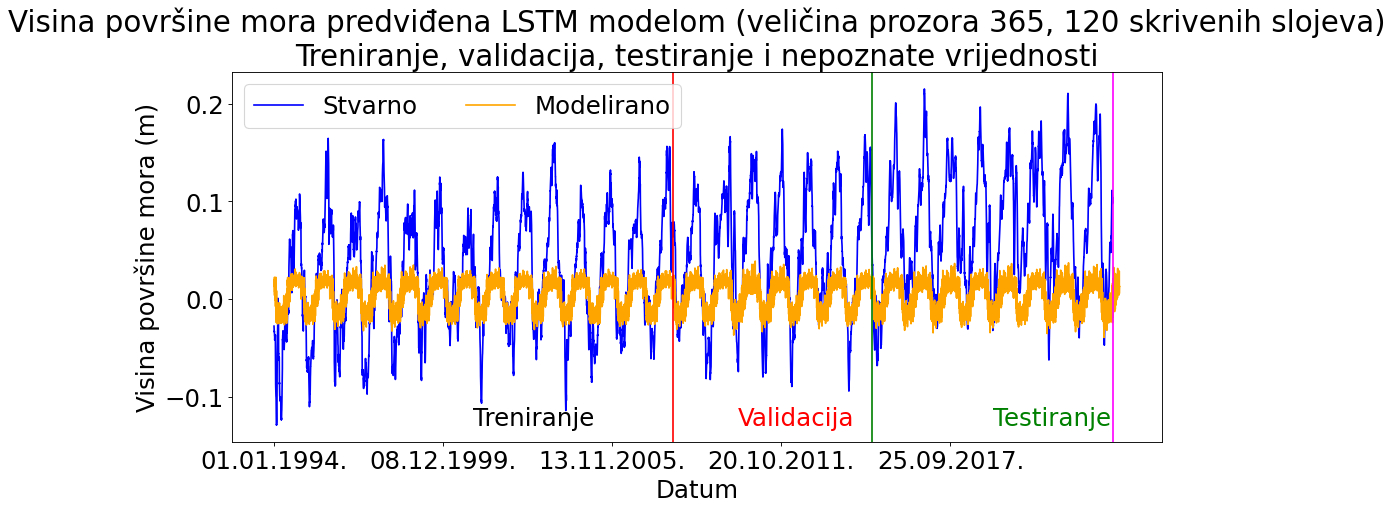 Visina površine mora predviđena LSTM modelom (veličina prozora 365, 120 skrivenih slojeva)
Treniranje, validacija, testiranje i nepoznate vrijednosti
Stvarno
Modelirano
Visina površine mora (m)
0.2
0.1
0.0
−0.1
Treniranje
Validacija
Testiranje
01.01.1994.
08.12.1999.
13.11.2005.
20.10.2011.
25.09.2017.
Datum